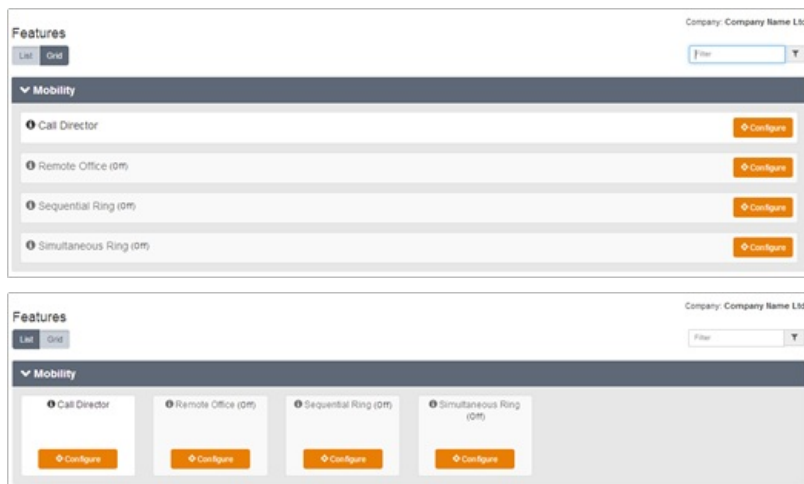 Company: Company Name Ltd
Features
List Grid
Filter
Mobility
Call Director
Configure
Remote Office (Off)
Configure
Sequential Ring (Off)
Configure
Simultaneous Ring (Off)
Configure
Company: Company Name Ltd
Features
List Grid
Filter
Mobility
Call Director Remote Office (Off) Sequential Ring (Off) Simultaneous Ring
(Off)
Configure Configure Configure Configure